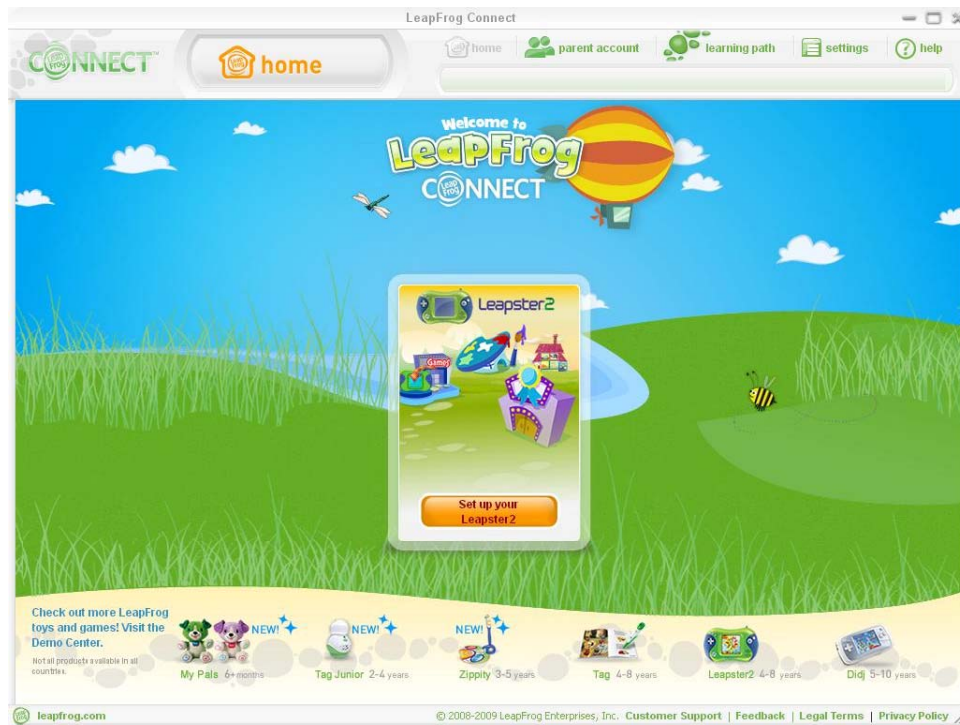 LeapFrog Connect
LeapFrog CONNECT™
home
home
parent account
learning path
settings
? help
Welcome to
LeapFrog
LeapFrog CONNECT
Leapster2
Games
Set up your
Leapster2
Check out more LeapFrog
toys and games! Visit the
Demo Center.
Not all products available in all
countries.
NEW!
My Pals 6+ months
NEW!
Tag Junior 2-4 years
NEW!
Zippity 3-5 years
Tag 4-8 years
Leapster2 4-8 years
Didj 5-10 years
leapfrog.com
© 2008-2009 LeapFrog Enterprises, Inc. Customer Support | Feedback | Legal Terms | Privacy Policy